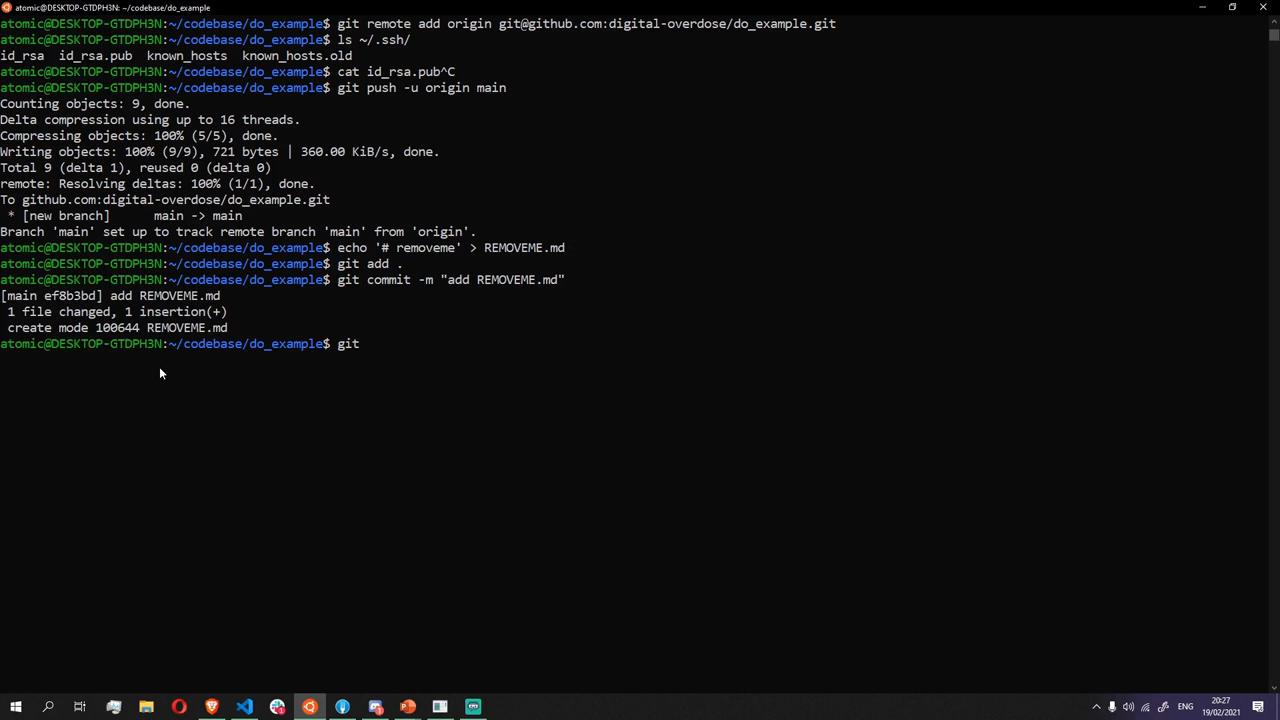 atomic@DESKTOP-GTDPH3N: ~/codebase/do_example
atomic@DESKTOP-GTDPH3N:~/codebase/do_example$ git remote add origin git@github.com:digital-overdose/do_example.git
atomic@DESKTOP-GTDPH3N:~/codebase/do_example$ ls ~/.ssh/
id_rsa  id_rsa.pub  known_hosts  known_hosts.old
atomic@DESKTOP-GTDPH3N:~/codebase/do_example$ cat id_rsa.pub^C
atomic@DESKTOP-GTDPH3N:~/codebase/do_example$ git push -u origin main
Counting objects: 9, done.
Delta compression using up to 16 threads.
Compressing objects: 100% (5/5), done.
Writing objects: 100% (9/9), 721 bytes | 360.00 KiB/s, done.
Total 9 (delta 1), reused 0 (delta 0)
remote: Resolving deltas: 100% (1/1), done.
To github.com:digital-overdose/do_example.git
 * [new branch]      main -> main
Branch 'main' set up to track remote branch 'main' from 'origin'.
atomic@DESKTOP-GTDPH3N:~/codebase/do_example$ echo '# removeme' > REMOVEME.md
atomic@DESKTOP-GTDPH3N:~/codebase/do_example$ git add .
atomic@DESKTOP-GTDPH3N:~/codebase/do_example$ git commit -m "add REMOVEME.md"
[main ef8b3bd] add REMOVEME.md
 1 file changed, 1 insertion(+)
 create mode 100644 REMOVEME.md
atomic@DESKTOP-GTDPH3N:~/codebase/do_example$ git
ENG
20:27
19/02/2021